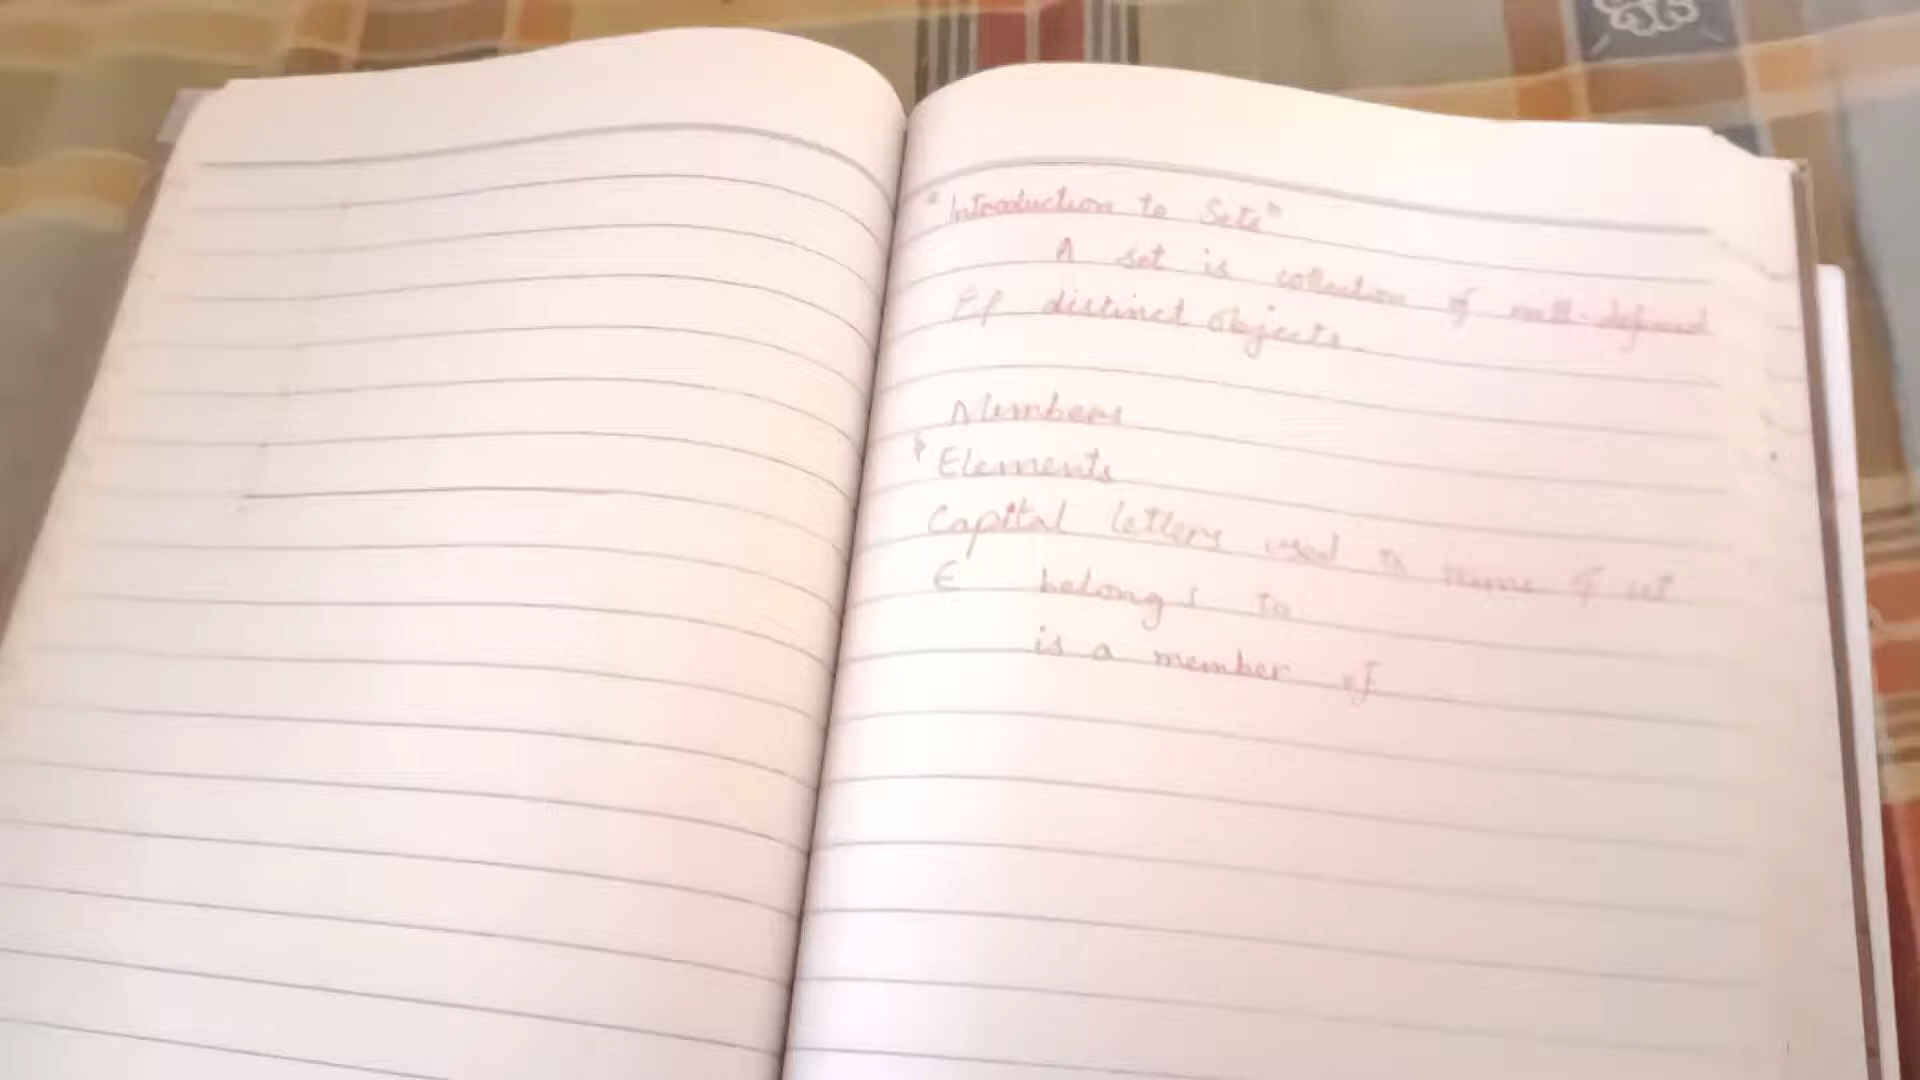 "Introduction to Sets"
A set is collection of well-defined
& distinct objects.
Members
Elements
Capital letters used to name of set
∈ belongs to
is a member of